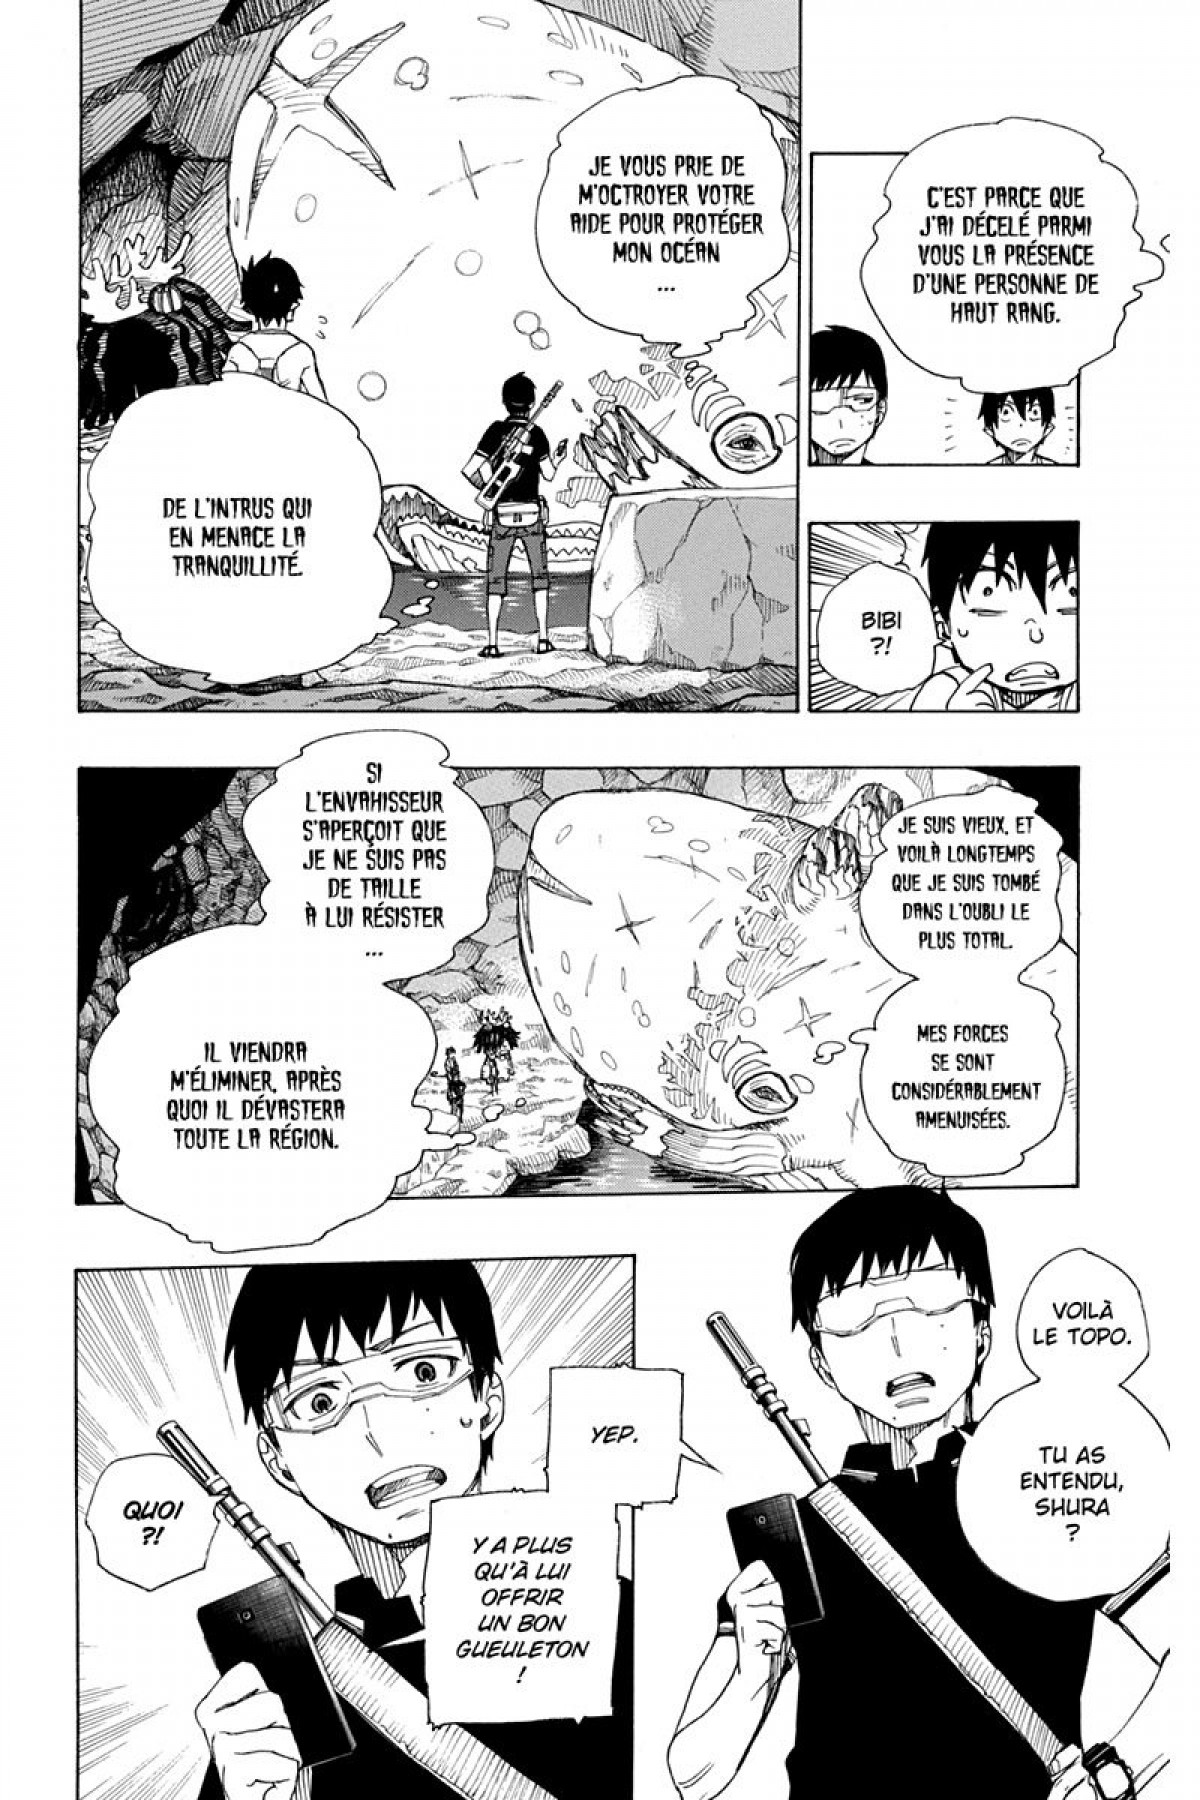 C'EST PARCE QUE
J'AI DÉCELÉ PARMI
VOUS LA PRÉSENCE
D'UNE PERSONNE DE
HAUT RANG.
BIBI
?!
JE VOUS PRIE DE
M'OCTROYER VOTRE
AIDE POUR PROTÉGER
MON OCÉAN
...
DE L'INTRUS QUI
EN MENACE LA
TRANQUILLITÉ.
JE SUIS VIEUX, ET
VOILÀ LONGTEMPS
QUE JE SUIS TOMBÉ
DANS L'OUBLI LE
PLUS TOTAL.
MES FORCES
SE SONT
CONSIDÉRABLEMENT
AMENUISÉES.
SI
L'ENVAHISSEUR
S'APERÇOIT QUE
JE NE SUIS PAS
DE TAILLE
À LUI RÉSISTER
...
IL VIENDRA
M'ÉLIMINER, APRÈS
QUOI IL DÉVASTERA
TOUTE LA RÉGION.
VOILÀ
LE TOPO.
TU AS
ENTENDU,
SHURA
?
YEP.
Y A PLUS
QU'À LUI
OFFRIR
UN BON
GUEULETON
!
QUOI
?!